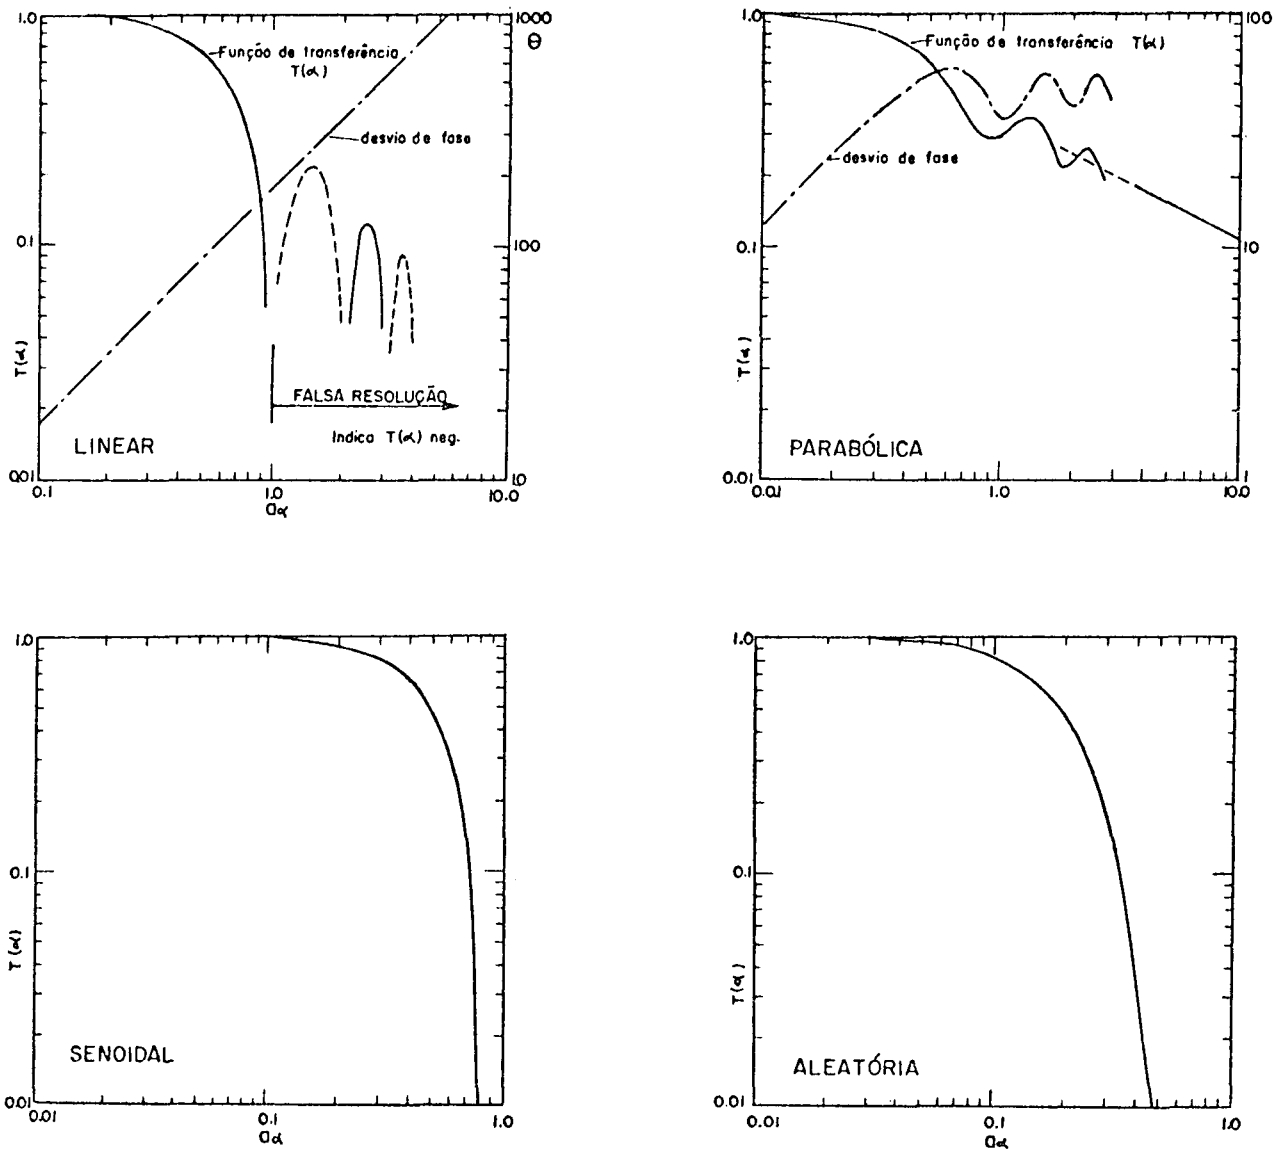 1.0
1000
θ
Função de transferência
T(α)
desvio de fase
0.1
100
T(α)
FALSA RESOLUÇÃO
Indica T(α) neg.
LINEAR
0.01
10
0.1
1.0
10.0
aα
1.0
100
Função de transferência T(α)
desvio de fase
0.1
10
T(α)
PARABÓLICA
0.01
1
0.01
1.0
10.0
1.0
0.1
T(α)
SENOIDAL
0.01
0.01
0.1
1.0
aα
1.0
0.1
T(α)
ALEATÓRIA
0.01
0.01
0.1
1.0
aα